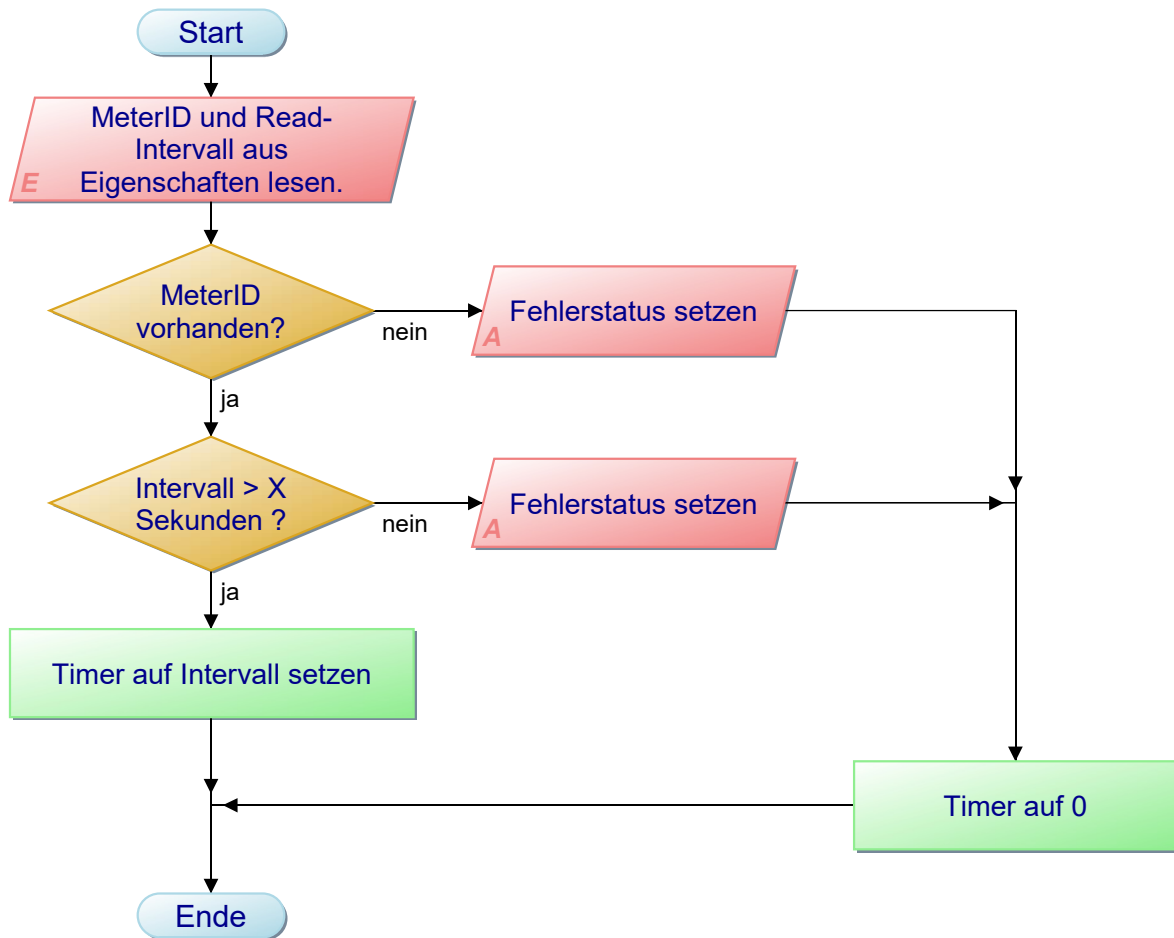 Start
MeterID und Read-
Intervall aus
Eigenschaften lesen.
E
MeterID
vorhanden?
nein
Fehlerstatus setzen
A
ja
Intervall > X
Sekunden ?
nein
Fehlerstatus setzen
A
ja
Timer auf Intervall setzen
Timer auf 0
Ende